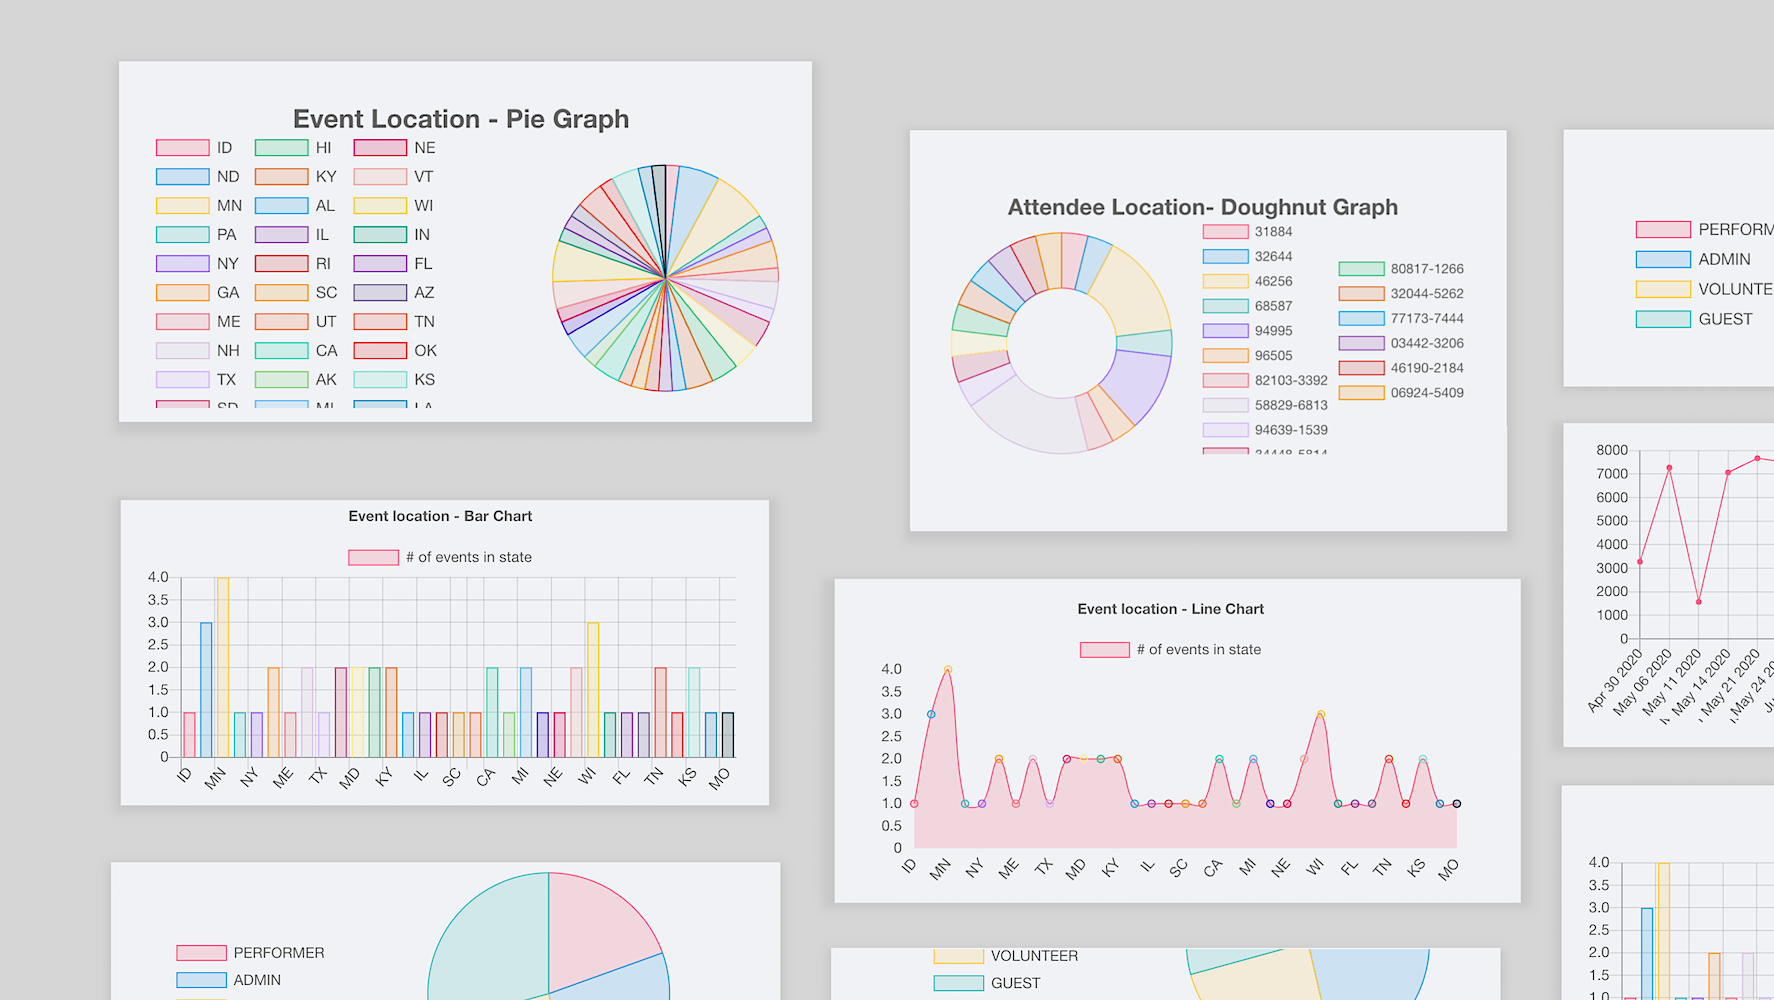 Event Location - Pie Graph
ID HI NE
ND KY VT
MN AL WI
PA IL IN
NY RI FL
GA SC AZ
ME UT TN
NH CA OK
TX AK KS
SD MI LA
Attendee Location- Doughnut Graph
31884
32644
46256
68587
94995
96505
82103-3392
58829-6813
94639-1539
80817-1266
32044-5262
77173-7444
03442-3206
46190-2184
06924-5409
PERFORM
ADMIN
VOLUNTE
GUEST
8000
7000
6000
5000
4000
3000
2000
1000
0
Apr 30 2020
May 06 2020
May 11 2020
May 14 2020
May 21 2020
May 24 20
Event location - Bar Chart
# of events in state
4.0
3.5
3.0
2.5
2.0
1.5
1.0
0.5
0
ID MN NY ME TX MD KY IL SC CA MI NE WI FL TN KS MO
Event location - Line Chart
# of events in state
4.0
3.5
3.0
2.5
2.0
1.5
1.0
0.5
0
ID MN NY ME TX MD KY IL SC CA MI NE WI FL TN KS MO
PERFORMER
ADMIN
VOLUNTEER
GUEST
4.0
3.5
3.0
2.5
2.0
1.5
1.0